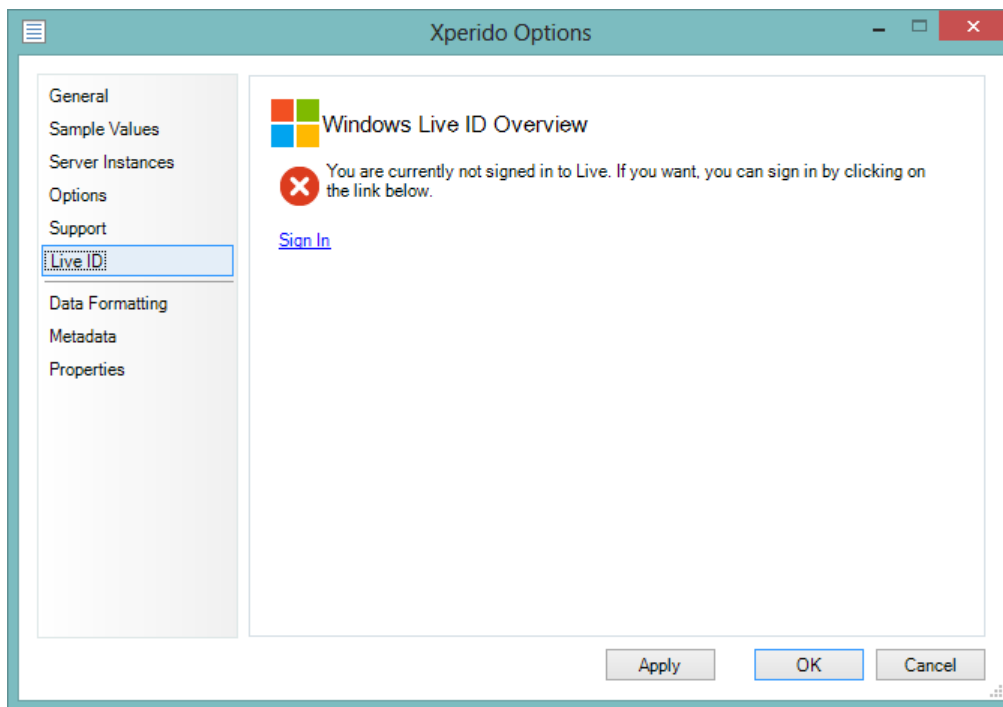 Xperido Options
General
Sample Values
Server Instances
Options
Support
Live ID
Data Formatting
Metadata
Properties
Windows Live ID Overview
You are currently not signed in to Live. If you want, you can sign in by clicking on
the link below.
Sign In
Apply
OK
Cancel